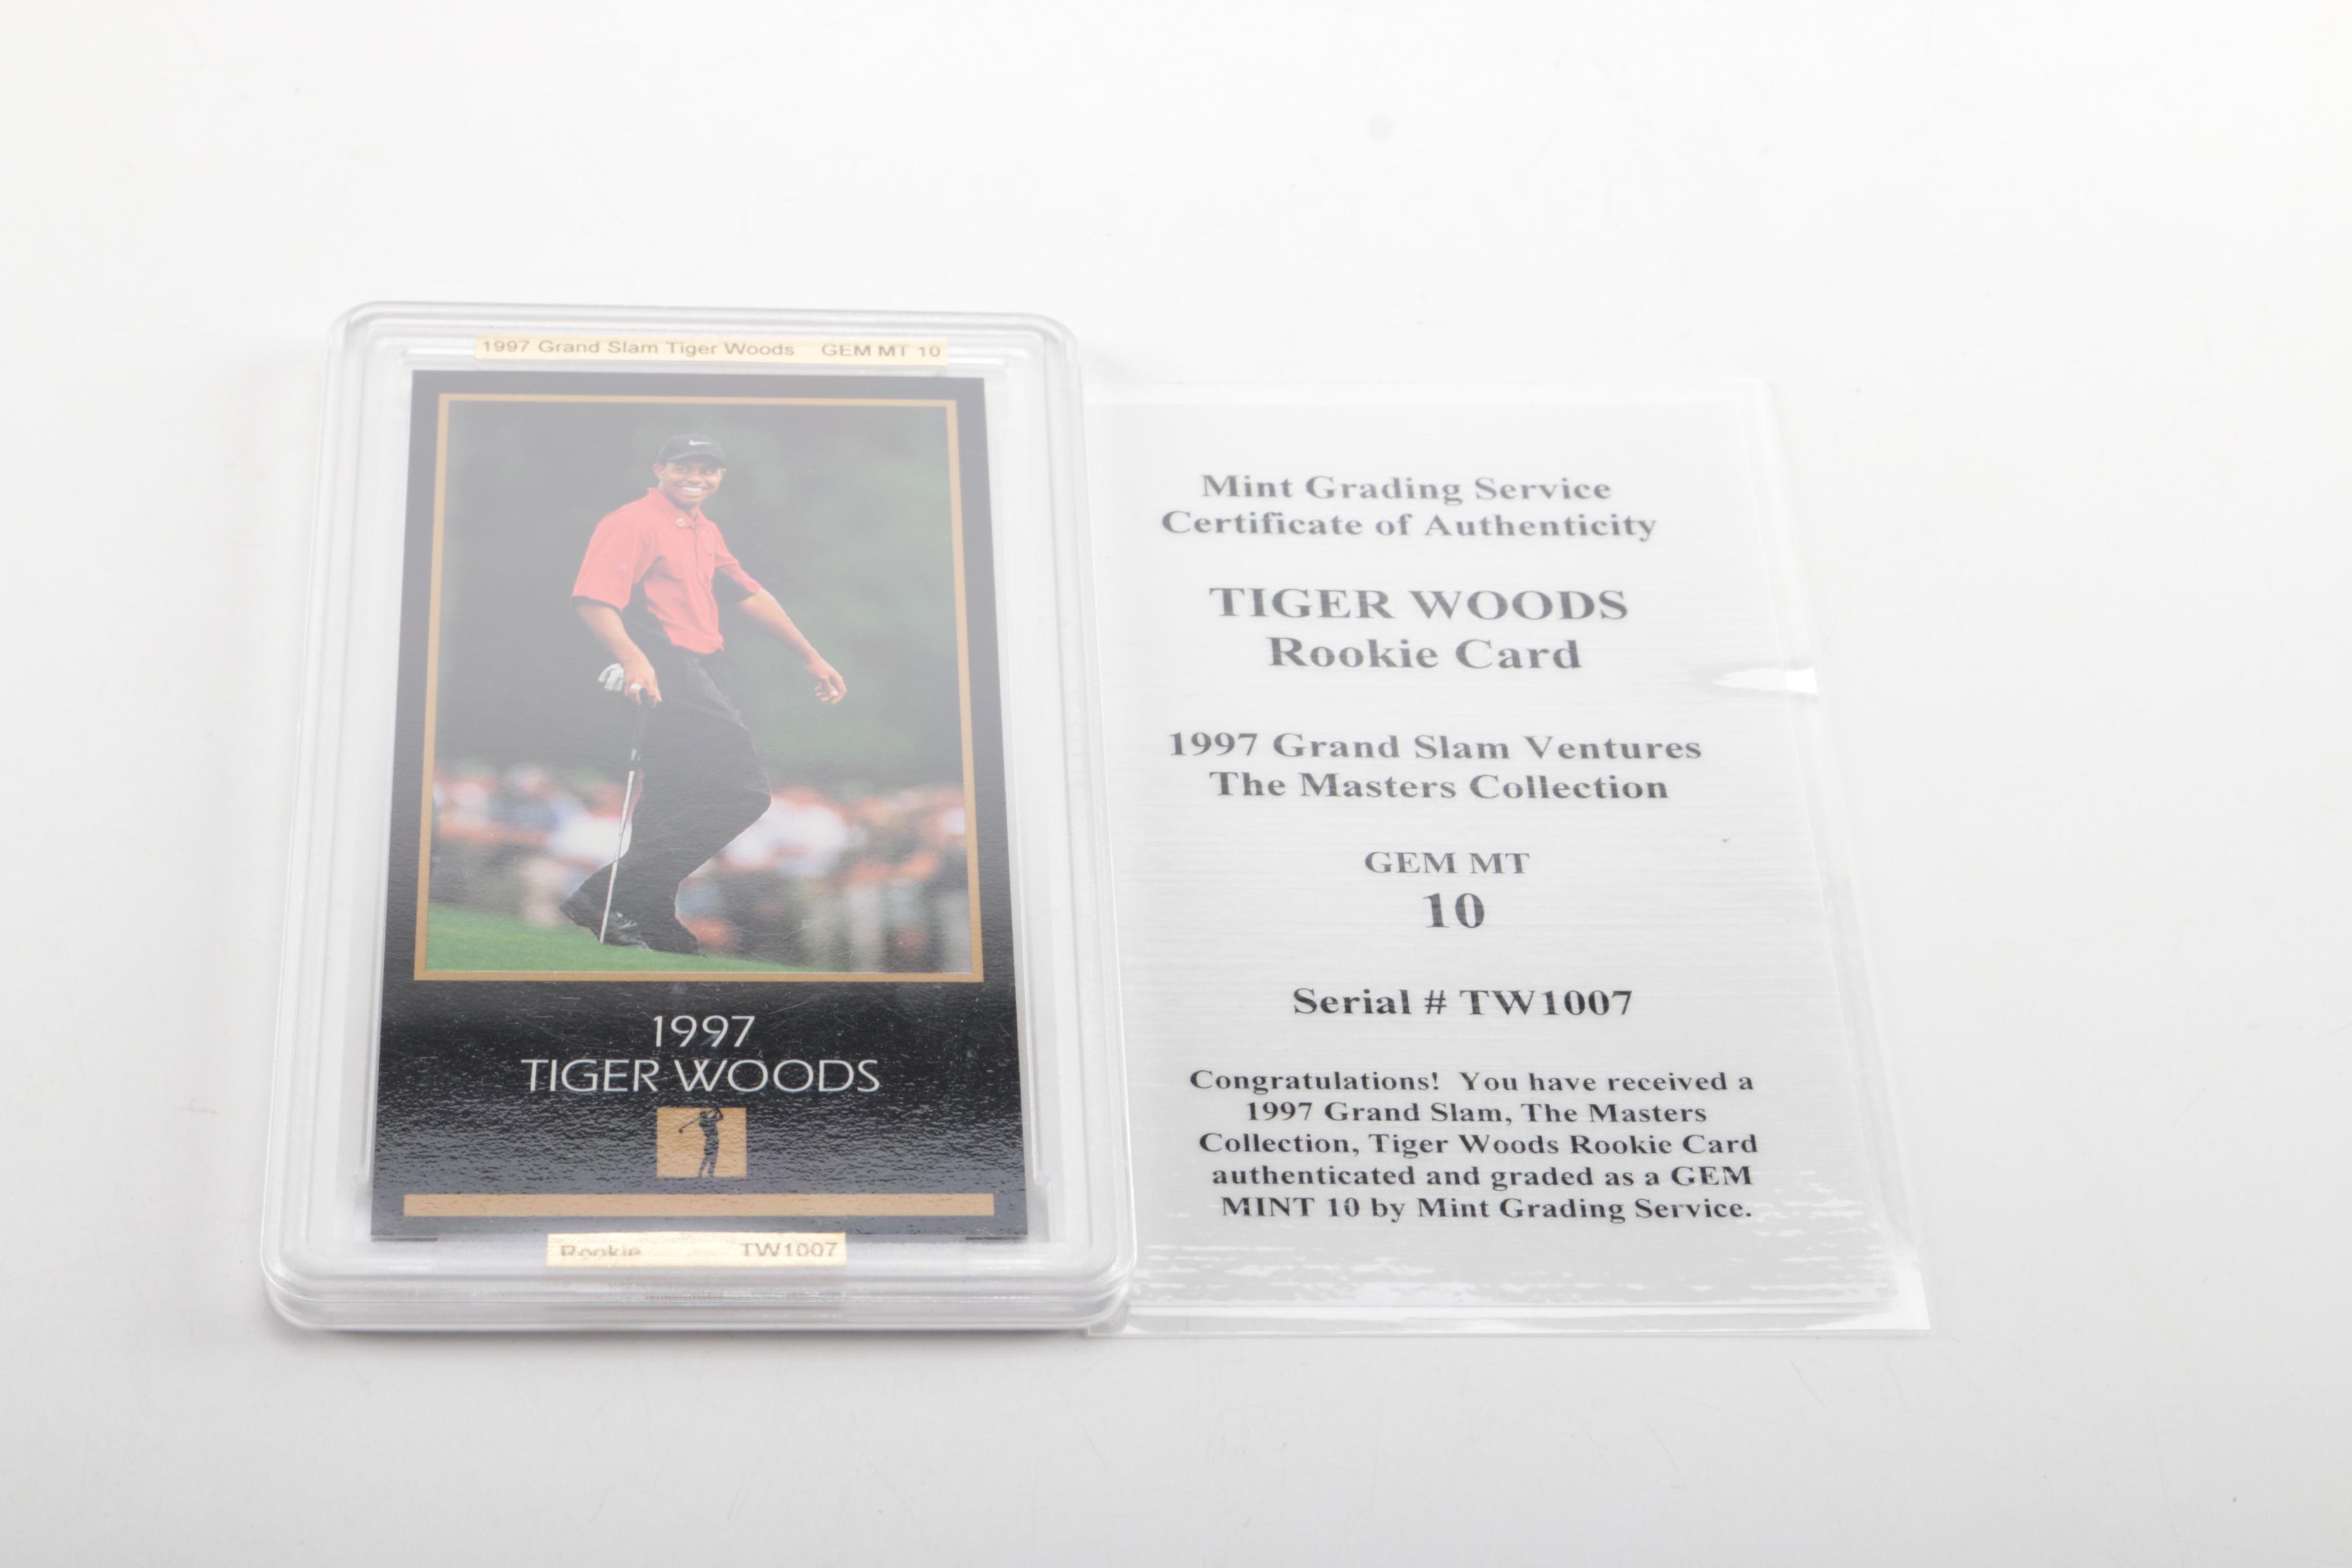 1997 Grand Slam Tiger Woods GEM MT 10
1997
TIGER WOODS
Rookie TW1007
Mint Grading Service
Certificate of Authenticity
TIGER WOODS
Rookie Card
1997 Grand Slam Ventures
The Masters Collection
GEM MT
10
Serial # TW1007
Congratulations! You have received a
1997 Grand Slam, The Masters
Collection, Tiger Woods Rookie Card
authenticated and graded as a GEM
MINT 10 by Mint Grading Service.